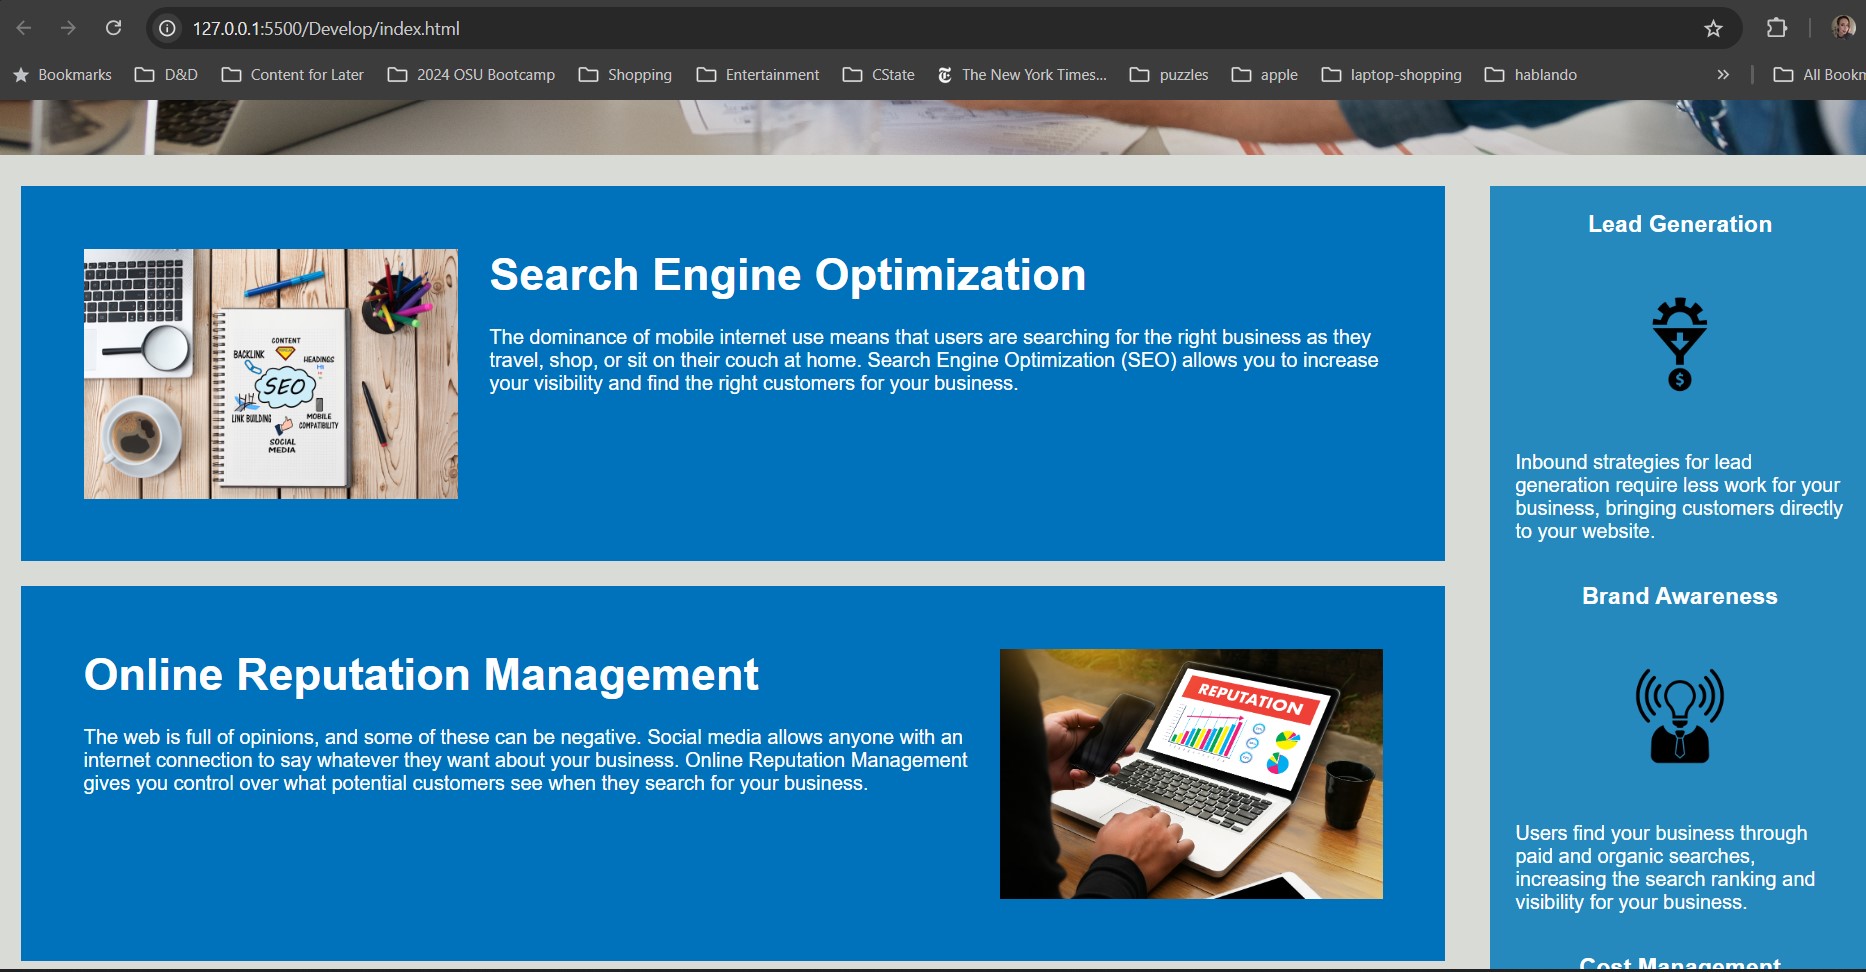 127.0.0.1:5500/Develop/index.html
Bookmarks D&D Content for Later 2024 OSU Bootcamp Shopping Entertainment CState The New York Times... puzzles apple laptop-shopping hablando » All Bookm
Search Engine Optimization
The dominance of mobile internet use means that users are searching for the right business as they
travel, shop, or sit on their couch at home. Search Engine Optimization (SEO) allows you to increase
your visibility and find the right customers for your business.
CONTENT
BACKLINK
HEADINGS
SEO
LINK BUILDING
MOBILE
COMPATIBILITY
SOCIAL
MEDIA
Online Reputation Management
The web is full of opinions, and some of these can be negative. Social media allows anyone with an
internet connection to say whatever they want about your business. Online Reputation Management
gives you control over what potential customers see when they search for your business.
REPUTATION
Lead Generation
$
Inbound strategies for lead
generation require less work for your
business, bringing customers directly
to your website.
Brand Awareness
Users find your business through
paid and organic searches,
increasing the search ranking and
visibility for your business.
Cost Management